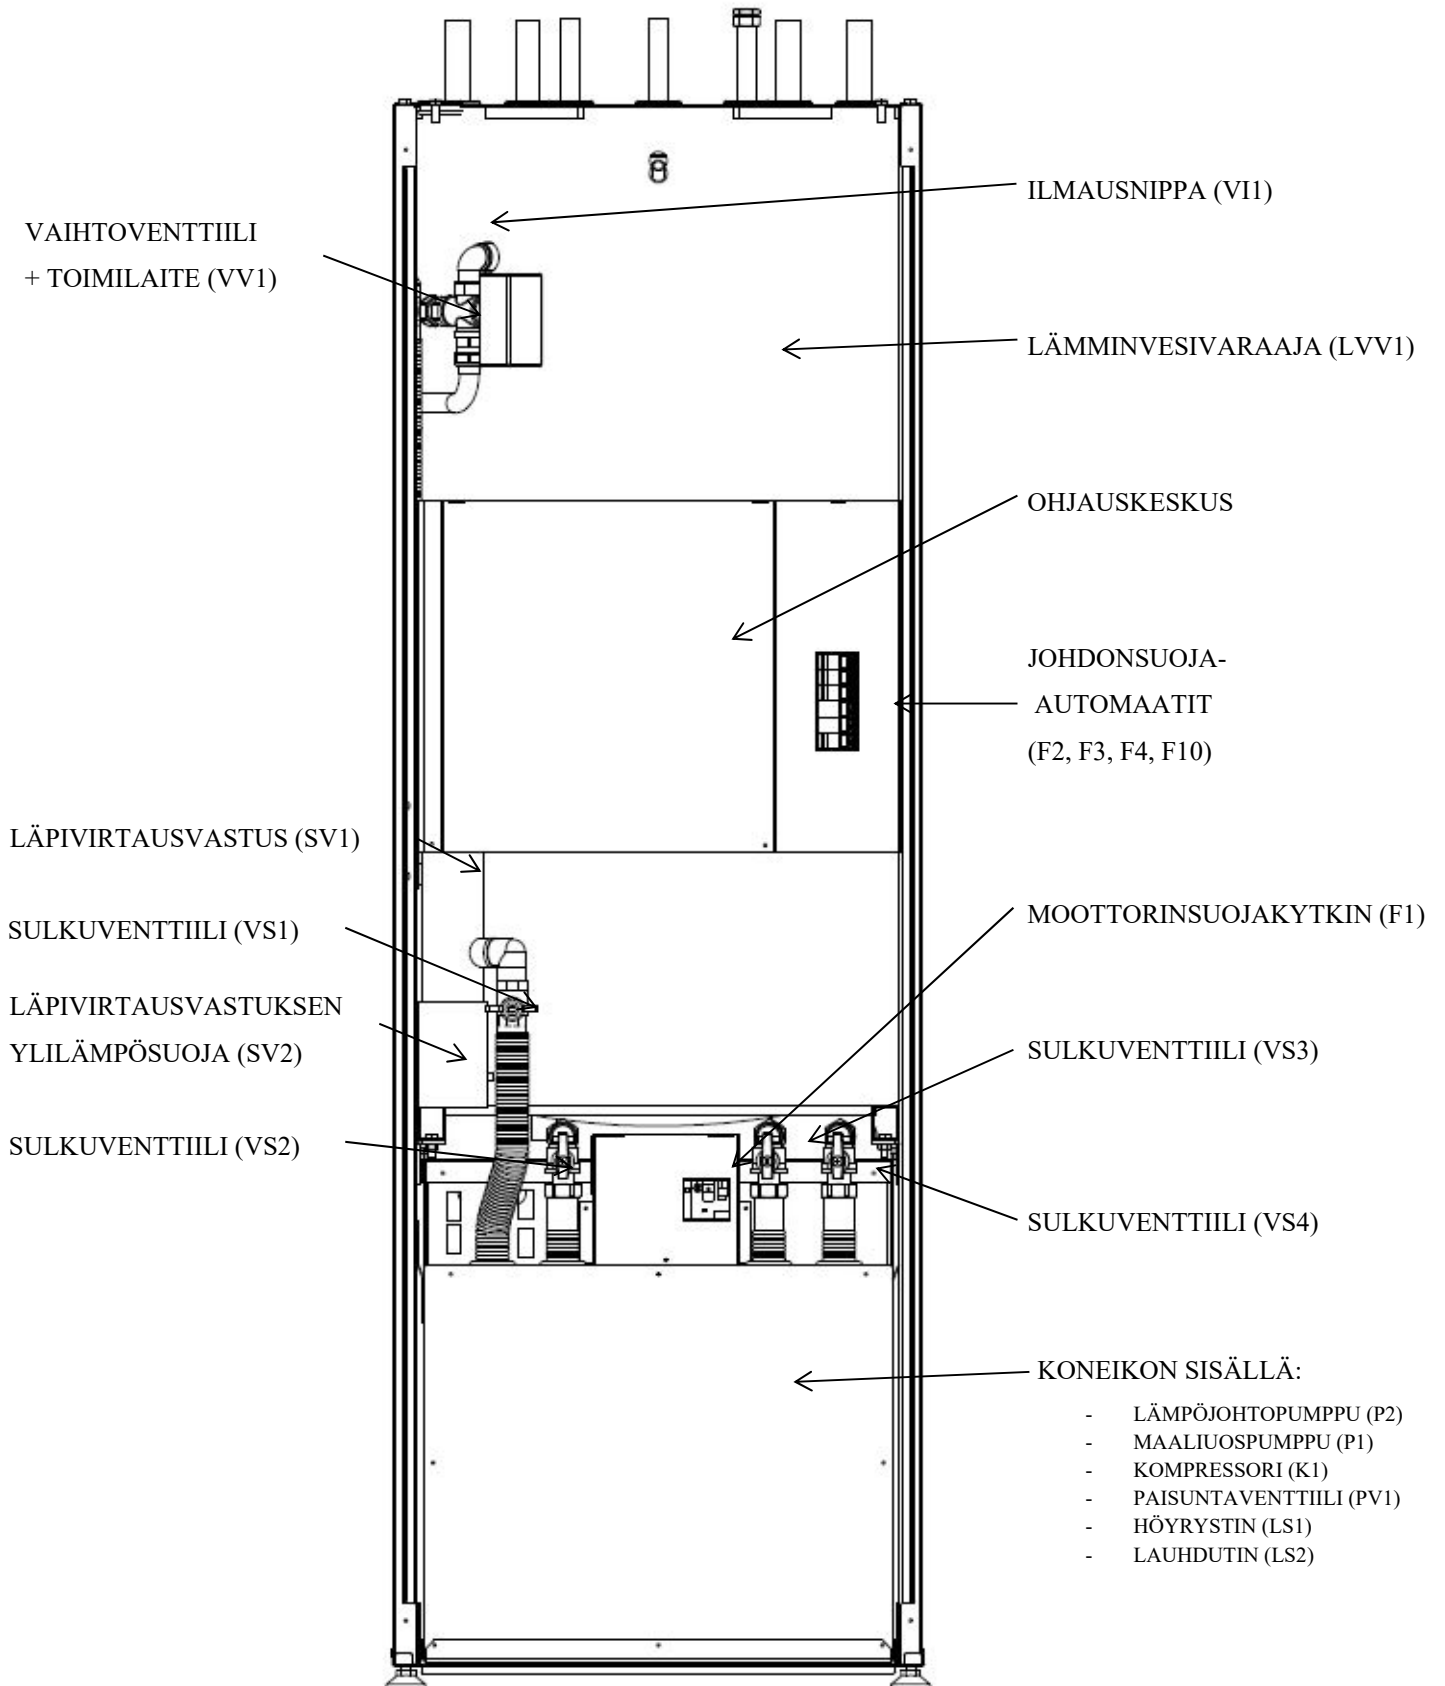 ILMAUSNIPPA (VI1)
VAIHTOVENTTIILI
+ TOIMILAITE (VV1)
LÄMMINVESIVARAAJA (LVV1)
OHJAUSKESKUS
JOHDONSUOJA-
AUTOMAATIT
(F2, F3, F4, F10)
LÄPIVIRTAUSVASTUS (SV1)
MOOTTORINSUOJAKYTKIN (F1)
SULKUVENTTIILI (VS1)
LÄPIVIRTAUSVASTUKSEN
YLILÄMPÖSUOJA (SV2)
SULKUVENTTIILI (VS3)
SULKUVENTTIILI (VS2)
SULKUVENTTIILI (VS4)
KONEIKON SISÄLLÄ:
- LÄMPÖJOHTOPUMPPU (P2)
- MAALIUOSPUMPPU (P1)
- KOMPRESSORI (K1)
- PAISUNTAVENTTIILI (PV1)
- HÖYRYSTIN (LS1)
- LAUHDUTIN (LS2)